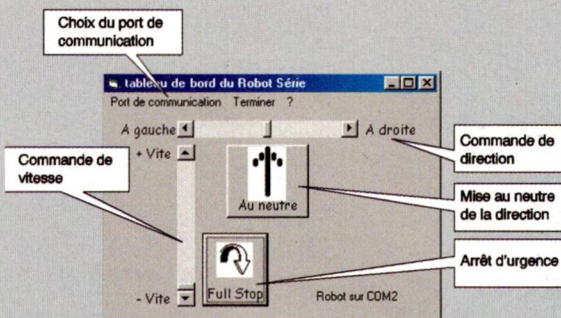 Choix du port de
communication
tableau de bord du Robot Série
Port de communication Terminer ?
A gauche
A droite
+ Vite
Commande de
direction
Commande de
vitesse
Au neutre
Mise au neutre
de la direction
Arrêt d'urgence
- Vite
Full Stop
Robot sur COM2